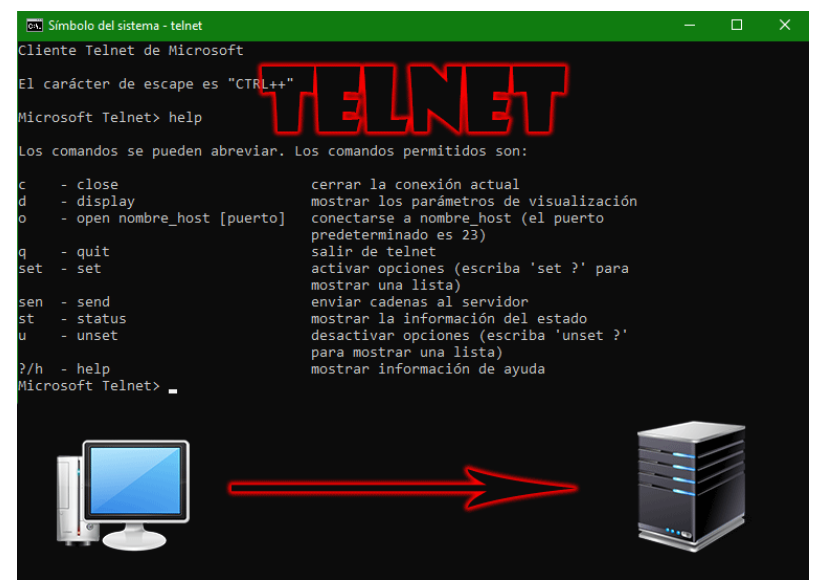 Símbolo del sistema - telnet
Cliente Telnet de Microsoft
El carácter de escape es "CTRL++"
TELNET
Microsoft Telnet> help
Los comandos se pueden abreviar. Los comandos permitidos son:
c - close cerrar la conexión actual
d - display mostrar los parámetros de visualización
o - open nombre_host [puerto] conectarse a nombre_host (el puerto
predeterminado es 23)
q - quit salir de telnet
set - set activar opciones (escriba 'set ?' para
mostrar una lista)
sen - send enviar cadenas al servidor
st - status mostrar la información del estado
u - unset desactivar opciones (escriba 'unset ?'
para mostrar una lista)
?/h - help mostrar información de ayuda
Microsoft Telnet> _